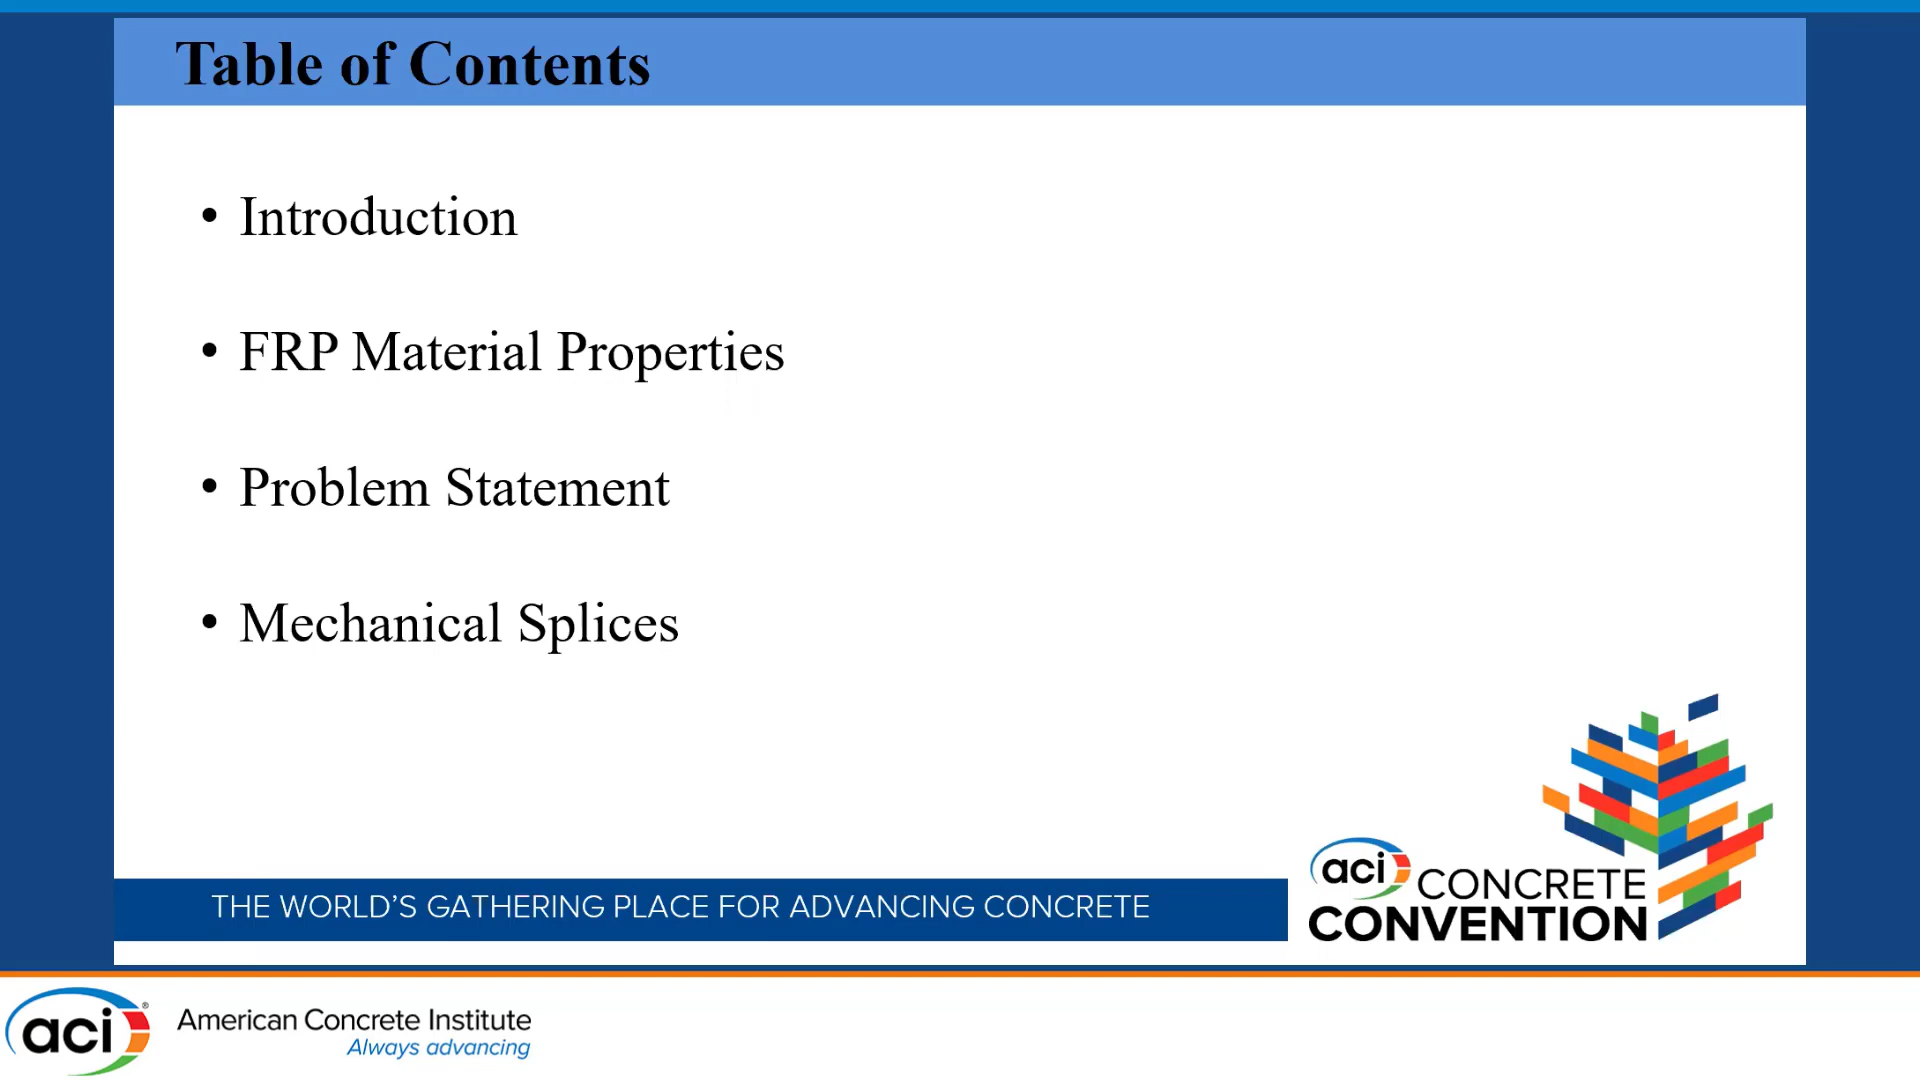 Table of Contents
• Introduction
• FRP Material Properties
• Problem Statement
• Mechanical Splices
THE WORLD'S GATHERING PLACE FOR ADVANCING CONCRETE
aci CONCRETE
CONVENTION
aci®
American Concrete Institute
Always advancing